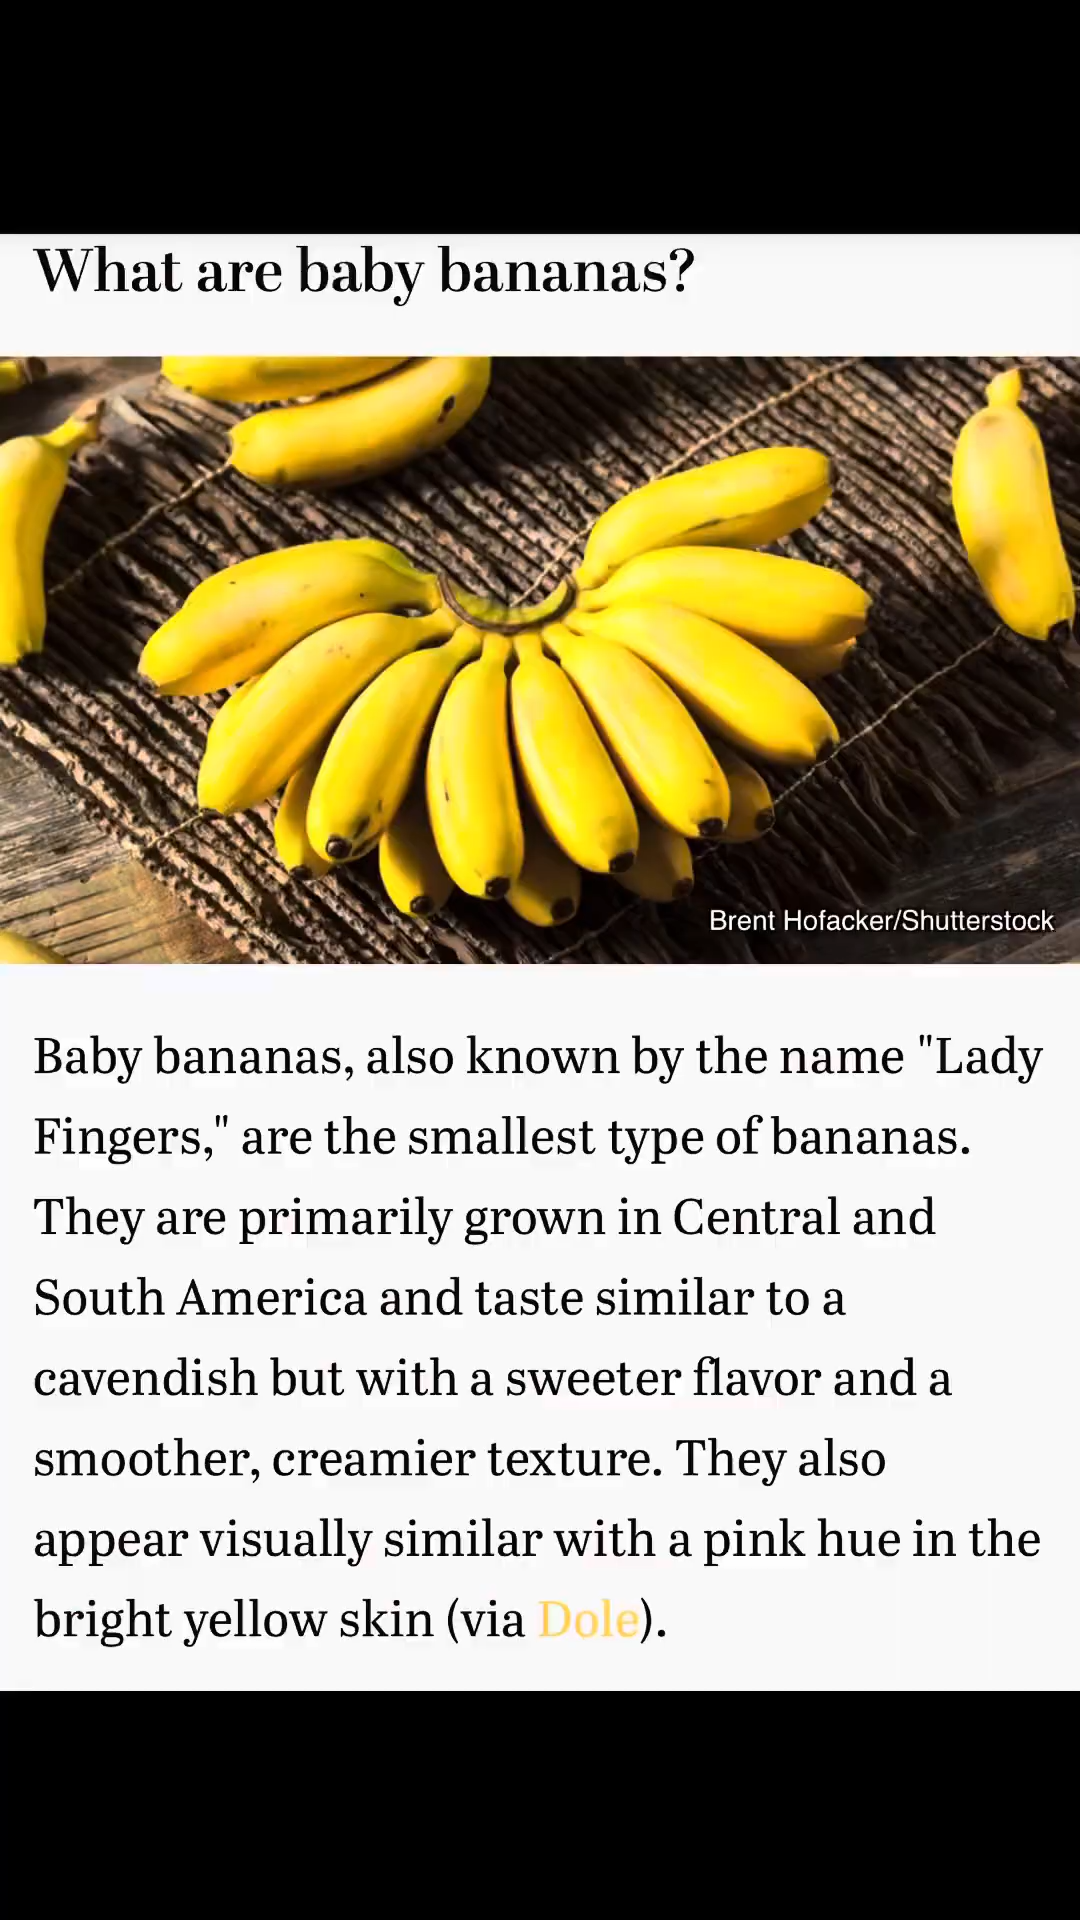 What are baby bananas?
Brent Hofacker/Shutterstock
Baby bananas, also known by the name "Lady
Fingers," are the smallest type of bananas.
They are primarily grown in Central and
South America and taste similar to a
cavendish but with a sweeter flavor and a
smoother, creamier texture. They also
appear visually similar with a pink hue in the
bright yellow skin (via Dole).